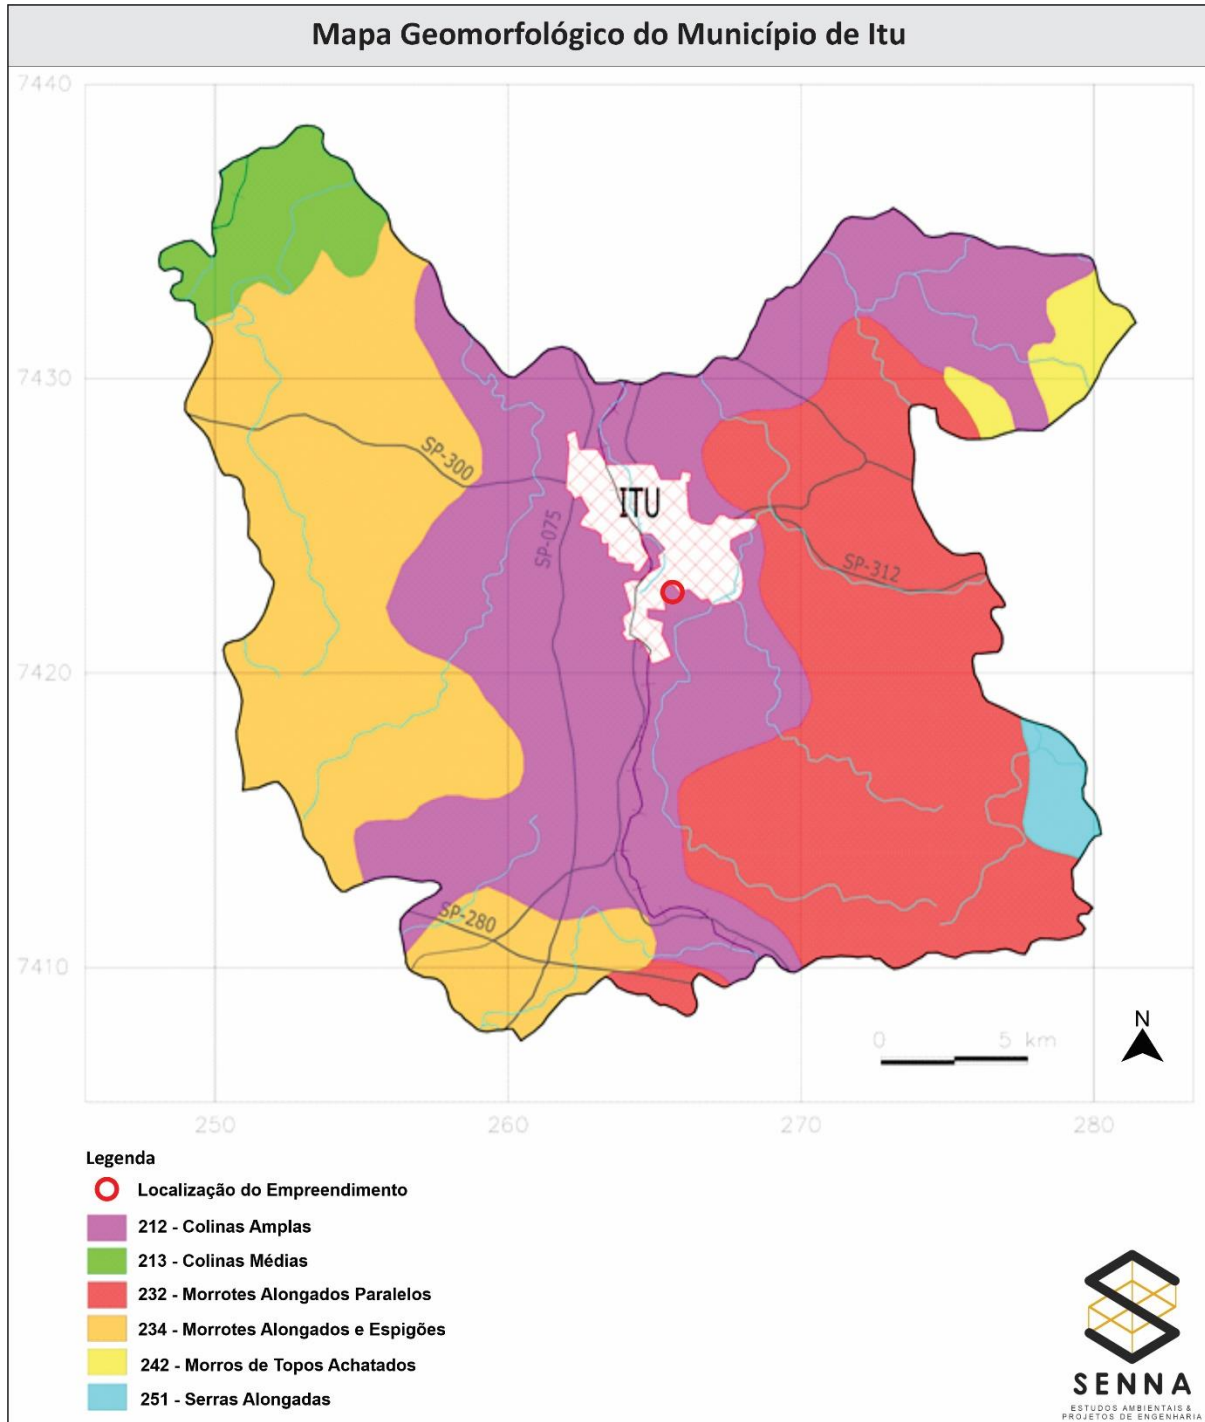 Mapa Geomorfológico do Município de Itu
7440
7430
SP-300
ITU
SP-075
SP-312
7420
SP-280
7410
N
0 5 km
250 260 270 280
Legenda
Localização do Empreendimento
212 - Colinas Amplas
213 - Colinas Médias
232 - Morrotes Alongados Paralelos
234 - Morrotes Alongados e Espigões
242 - Morros de Topos Achatados
251 - Serras Alongadas
SENNA
ESTUDOS AMBIENTAIS &
PROJETOS DE ENGENHARIA